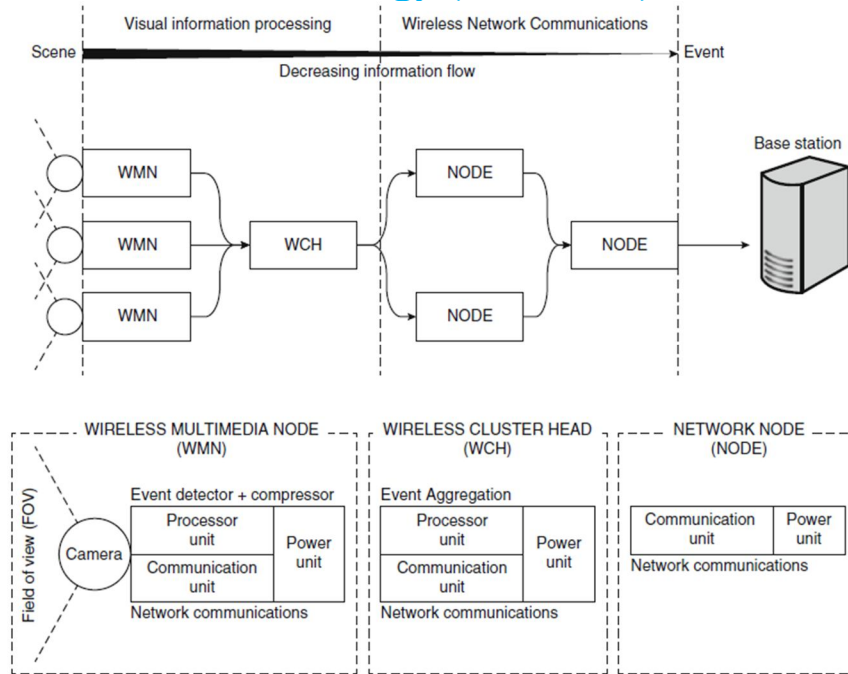 Visual information processing
Wireless Network Communications
Scene
Event
Decreasing information flow
Base station
WMN
NODE
WMN
WCH
NODE
WMN
NODE
WIRELESS MULTIMEDIA NODE
(WMN)
WIRELESS CLUSTER HEAD
(WCH)
NETWORK NODE
(NODE)
Field of view (FOV)
Camera
Event detector + compressor
Processor
unit
Communication
unit
Power
unit
Network communications
Event Aggregation
Processor
unit
Communication
unit
Power
unit
Network communications
Communication
unit
Power
unit
Network communications